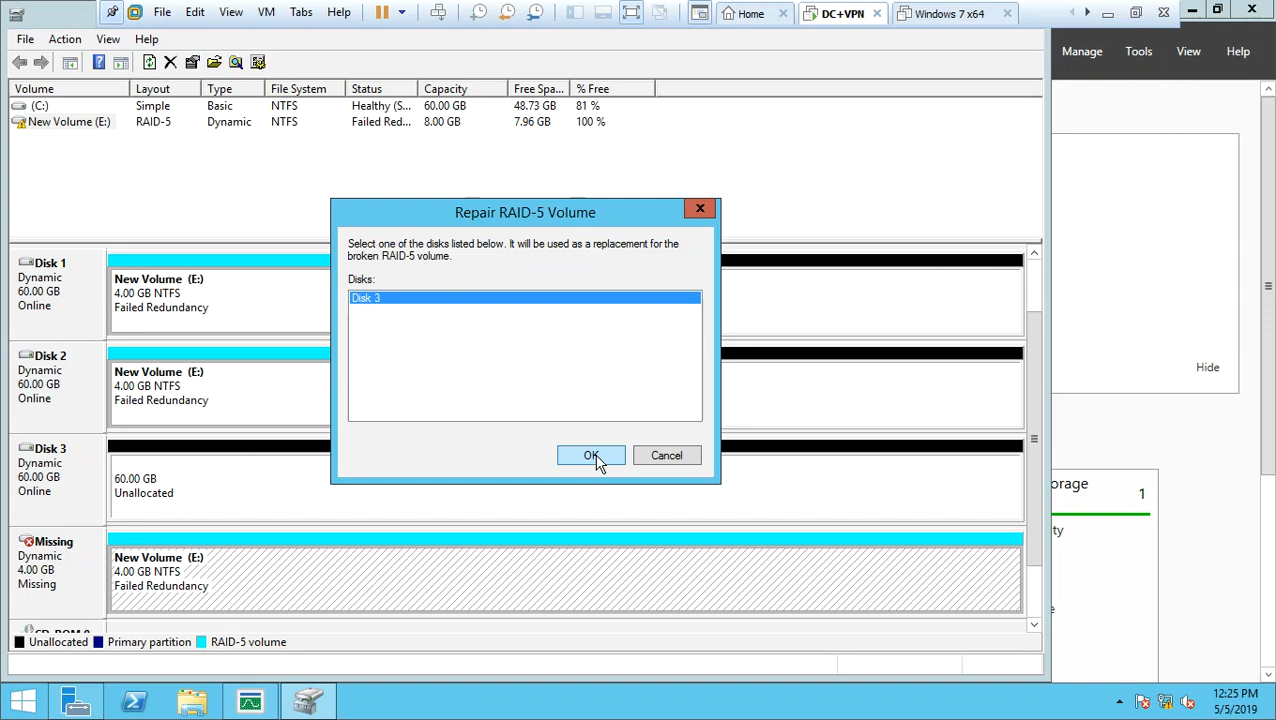 File Edit View VM Tabs Help Home DC+VPN Windows 7 x64
File Action View Help
Manage Tools View Help
Volume Layout Type File System Status Capacity Free Spa... % Free
(C:) Simple Basic NTFS Healthy (S... 60.00 GB 48.73 GB 81 %
New Volume (E:) RAID-5 Dynamic NTFS Failed Red... 8.00 GB 7.96 GB 100 %
Repair RAID-5 Volume
Select one of the disks listed below. It will be used as a replacement for the
broken RAID-5 volume.
Disks:
Disk 3
OK Cancel
Disk 1
Dynamic
60.00 GB
Online
New Volume (E:)
4.00 GB NTFS
Failed Redundancy
Disk 2
Dynamic
60.00 GB
Online
New Volume (E:)
4.00 GB NTFS
Failed Redundancy
Disk 3
Dynamic
60.00 GB
Online
60.00 GB
Unallocated
Missing
Dynamic
4.00 GB
Missing
New Volume (E:)
4.00 GB NTFS
Failed Redundancy
Unallocated Primary partition RAID-5 volume
Hide
orage 1
12:25 PM
5/5/2019